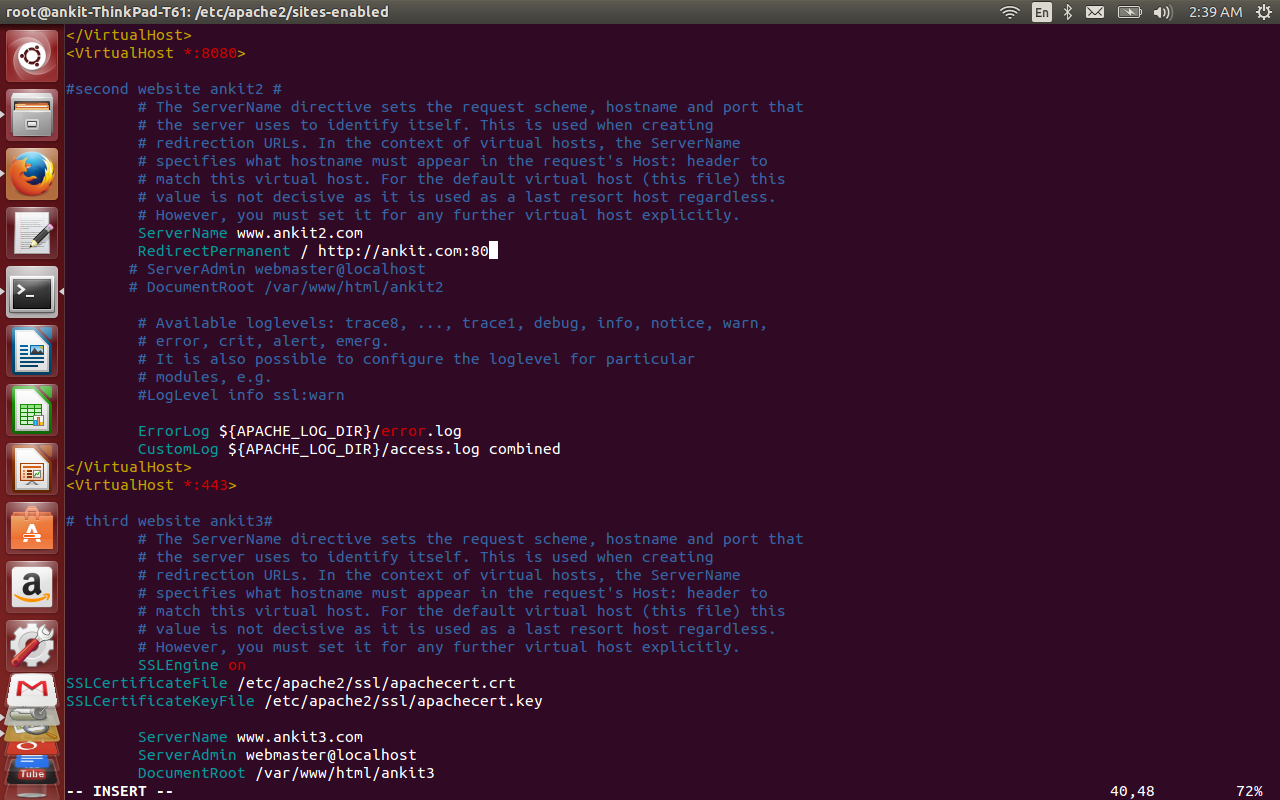 root@ankit-ThinkPad-T61: /etc/apache2/sites-enabled
En
2:39 AM
</VirtualHost>
<VirtualHost *:8080>
#second website ankit2 #
# The ServerName directive sets the request scheme, hostname and port that
# the server uses to identify itself. This is used when creating
# redirection URLs. In the context of virtual hosts, the ServerName
# specifies what hostname must appear in the request's Host: header to
# match this virtual host. For the default virtual host (this file) this
# value is not decisive as it is used as a last resort host regardless.
# However, you must set it for any further virtual host explicitly.
ServerName www.ankit2.com
RedirectPermanent / http://ankit.com:80
# ServerAdmin webmaster@localhost
# DocumentRoot /var/www/html/ankit2
# Available loglevels: trace8, ..., trace1, debug, info, notice, warn,
# error, crit, alert, emerg.
# It is also possible to configure the loglevel for particular
# modules, e.g.
#LogLevel info ssl:warn
ErrorLog ${APACHE_LOG_DIR}/error.log
CustomLog ${APACHE_LOG_DIR}/access.log combined
</VirtualHost>
<VirtualHost *:443>
# third website ankit3#
# The ServerName directive sets the request scheme, hostname and port that
# the server uses to identify itself. This is used when creating
# redirection URLs. In the context of virtual hosts, the ServerName
# specifies what hostname must appear in the request's Host: header to
# match this virtual host. For the default virtual host (this file) this
# value is not decisive as it is used as a last resort host regardless.
# However, you must set it for any further virtual host explicitly.
SSLEngine on
SSLCertificateFile /etc/apache2/ssl/apachecert.crt
SSLCertificateKeyFile /etc/apache2/ssl/apachecert.key
ServerName www.ankit3.com
ServerAdmin webmaster@localhost
DocumentRoot /var/www/html/ankit3
-- INSERT --
40,48
72%
Tube